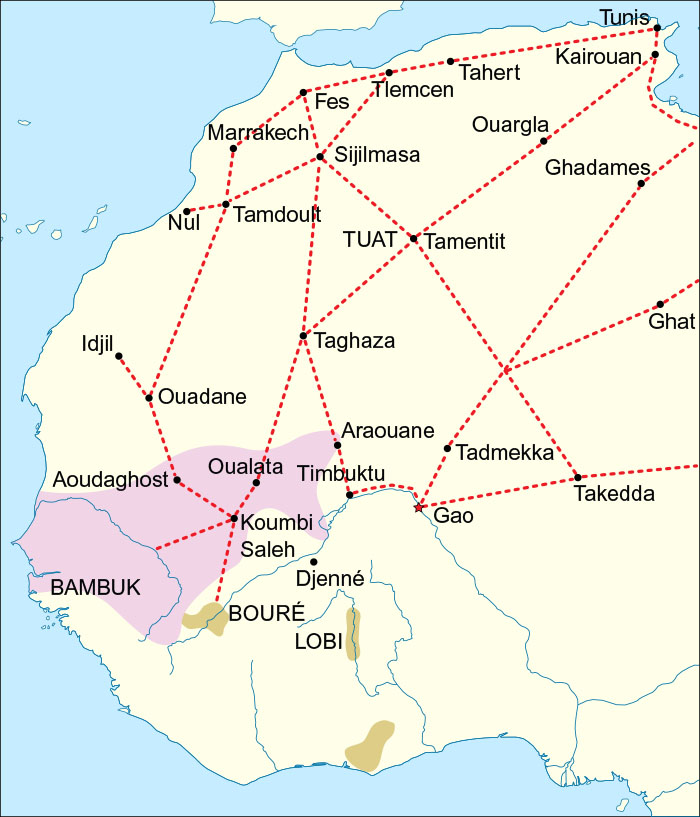 Tunis
Kairouan
Tahert
Tlemcen
Fes
Ouargla
Marrakech
Sijilmasa
Ghadames
Nul
Tamdoult
TUAT
Tamentit
Ghat
Idjil
Taghaza
Ouadane
Araouane
Tadmekka
Oualata
Timbuktu
Aoudaghost
Takedda
Gao
Koumbi
Saleh
Djenné
BAMBUK
BOURÉ
LOBI